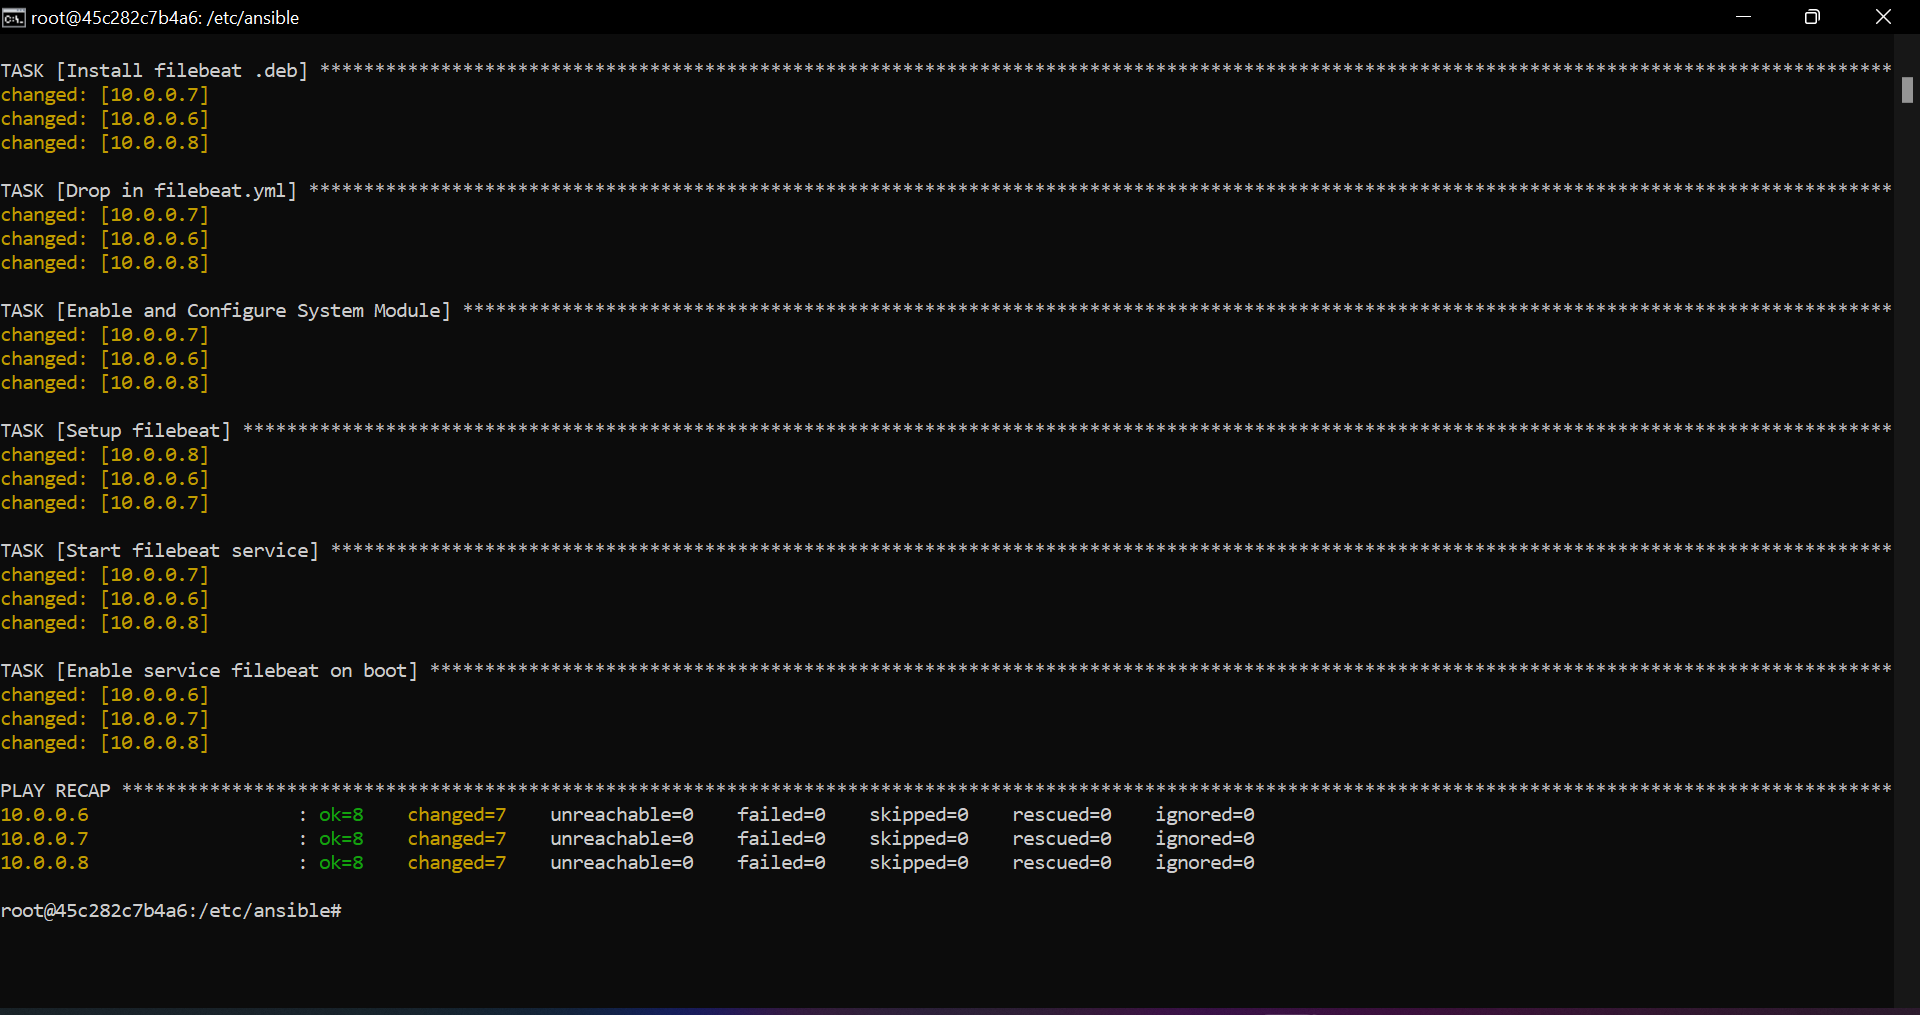 root@45c282c7b4a6: /etc/ansible
TASK [Install filebeat .deb] ***********************************************************************************************************************************************
changed: [10.0.0.7]
changed: [10.0.0.6]
changed: [10.0.0.8]
TASK [Drop in filebeat.yml] ************************************************************************************************************************************************
changed: [10.0.0.7]
changed: [10.0.0.6]
changed: [10.0.0.8]
TASK [Enable and Configure System Module] **********************************************************************************************************************************
changed: [10.0.0.7]
changed: [10.0.0.6]
changed: [10.0.0.8]
TASK [Setup filebeat] ******************************************************************************************************************************************************
changed: [10.0.0.8]
changed: [10.0.0.6]
changed: [10.0.0.7]
TASK [Start filebeat service] **********************************************************************************************************************************************
changed: [10.0.0.7]
changed: [10.0.0.6]
changed: [10.0.0.8]
TASK [Enable service filebeat on boot] *************************************************************************************************************************************
changed: [10.0.0.6]
changed: [10.0.0.7]
changed: [10.0.0.8]
PLAY RECAP *****************************************************************************************************************************************************************
10.0.0.6                   : ok=8    changed=7    unreachable=0    failed=0    skipped=0    rescued=0    ignored=0
10.0.0.7                   : ok=8    changed=7    unreachable=0    failed=0    skipped=0    rescued=0    ignored=0
10.0.0.8                   : ok=8    changed=7    unreachable=0    failed=0    skipped=0    rescued=0    ignored=0
root@45c282c7b4a6:/etc/ansible#